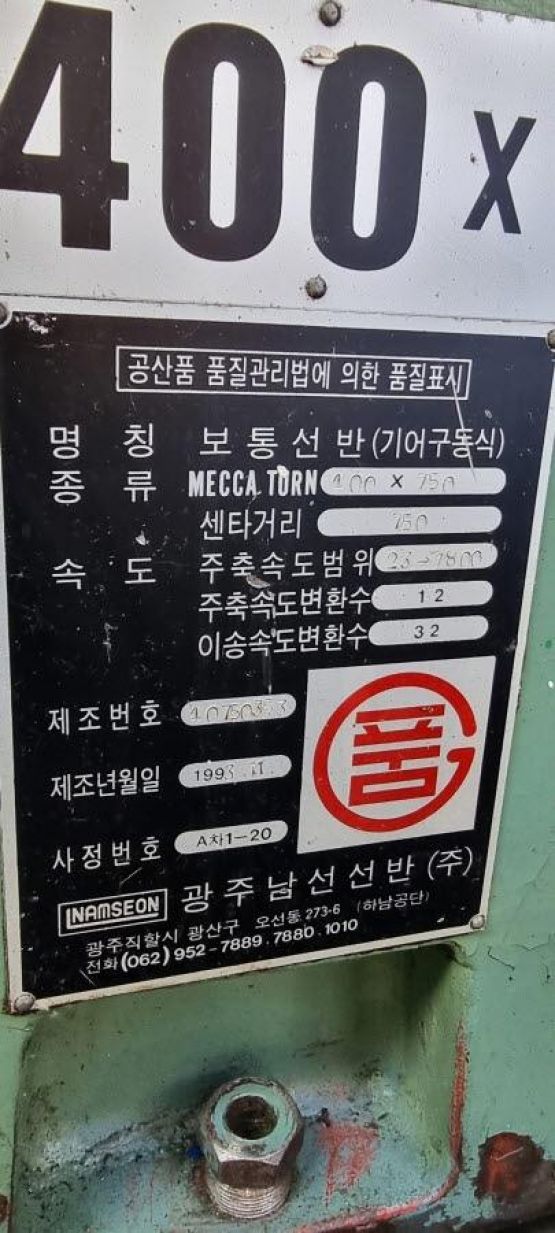 400 x
공산품 품질관리법에 의한 품질표시
명 칭 보통선반(기어구동식)
종 류 MECCA TURN 400 x 750
센타거리 750
속 도 주축속도범위
주축속도변환수 12
이송속도변환수 32
제조번호
제조년월일
사정번호 A차1-20
품
NAMSEON 광주남선선반(주)
광주직할시 광산구 오선동 273-6 (하남공단)
전화(062)952-7889.7880.1010